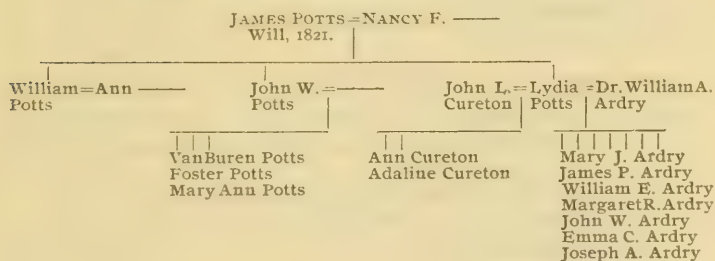 JAMES POTTS = NANCY F. ——
Will, 1821.
William = Ann ——
Potts
John W. = ——
Potts
John L. = Lydia = Dr. William A.
Cureton Potts Ardry
VanBuren Potts
Foster Potts
Mary Ann Potts
Ann Cureton
Adaline Cureton
Mary J. Ardry
James P. Ardry
William E. Ardry
Margaret R. Ardry
John W. Ardry
Emma C. Ardry
Joseph A. Ardry